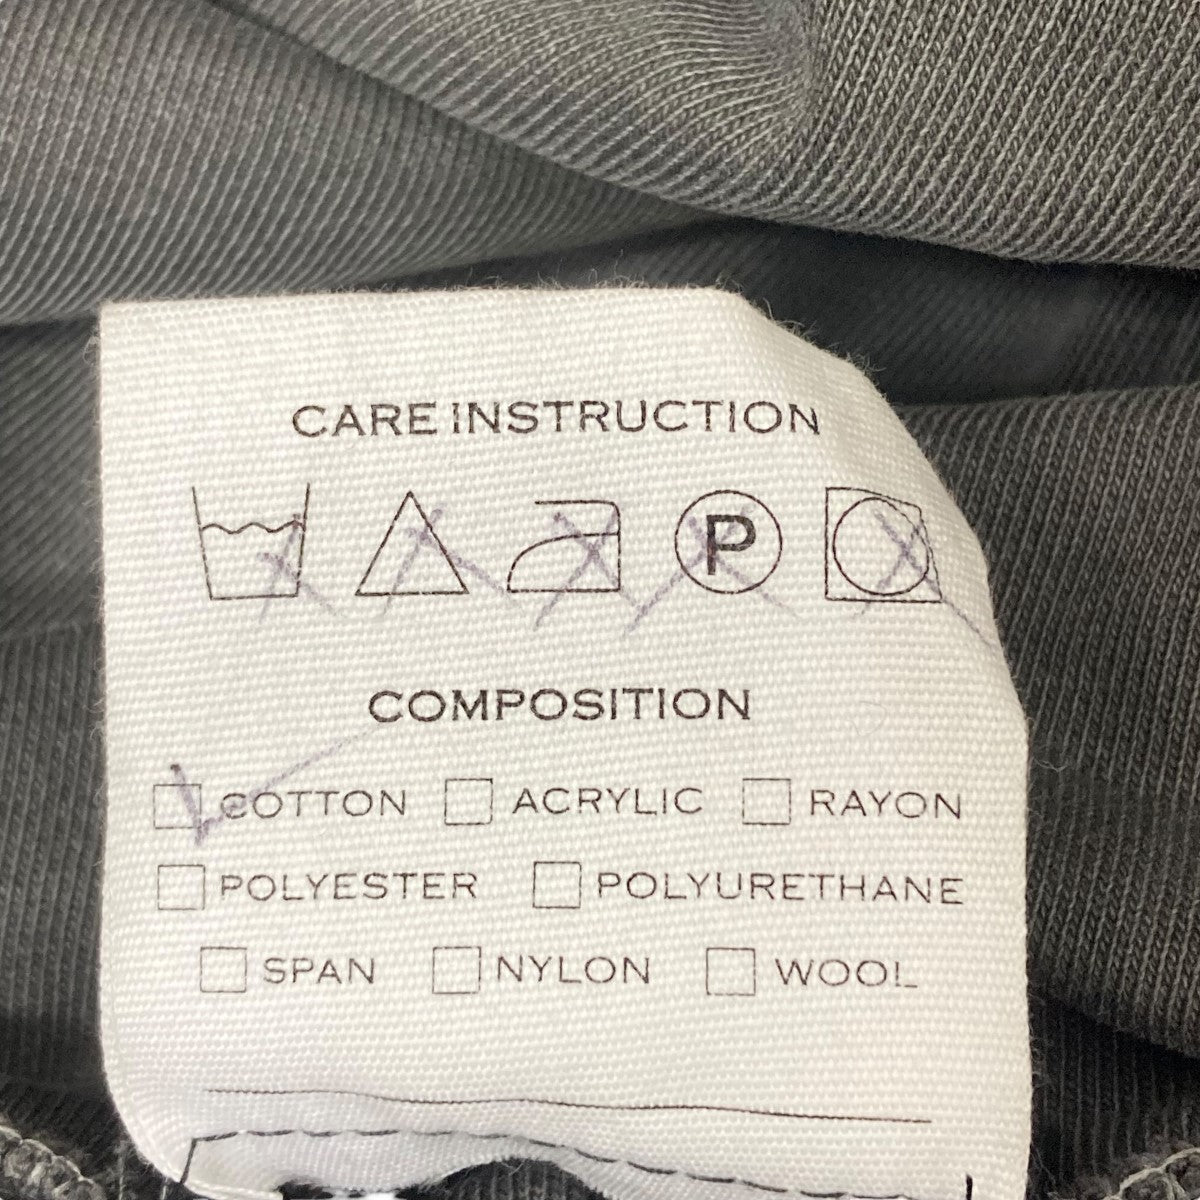 CARE INSTRUCTION
P
COMPOSITION
COTTON ACRYLIC RAYON
POLYESTER POLYURETHANE
SPAN NYLON WOOL